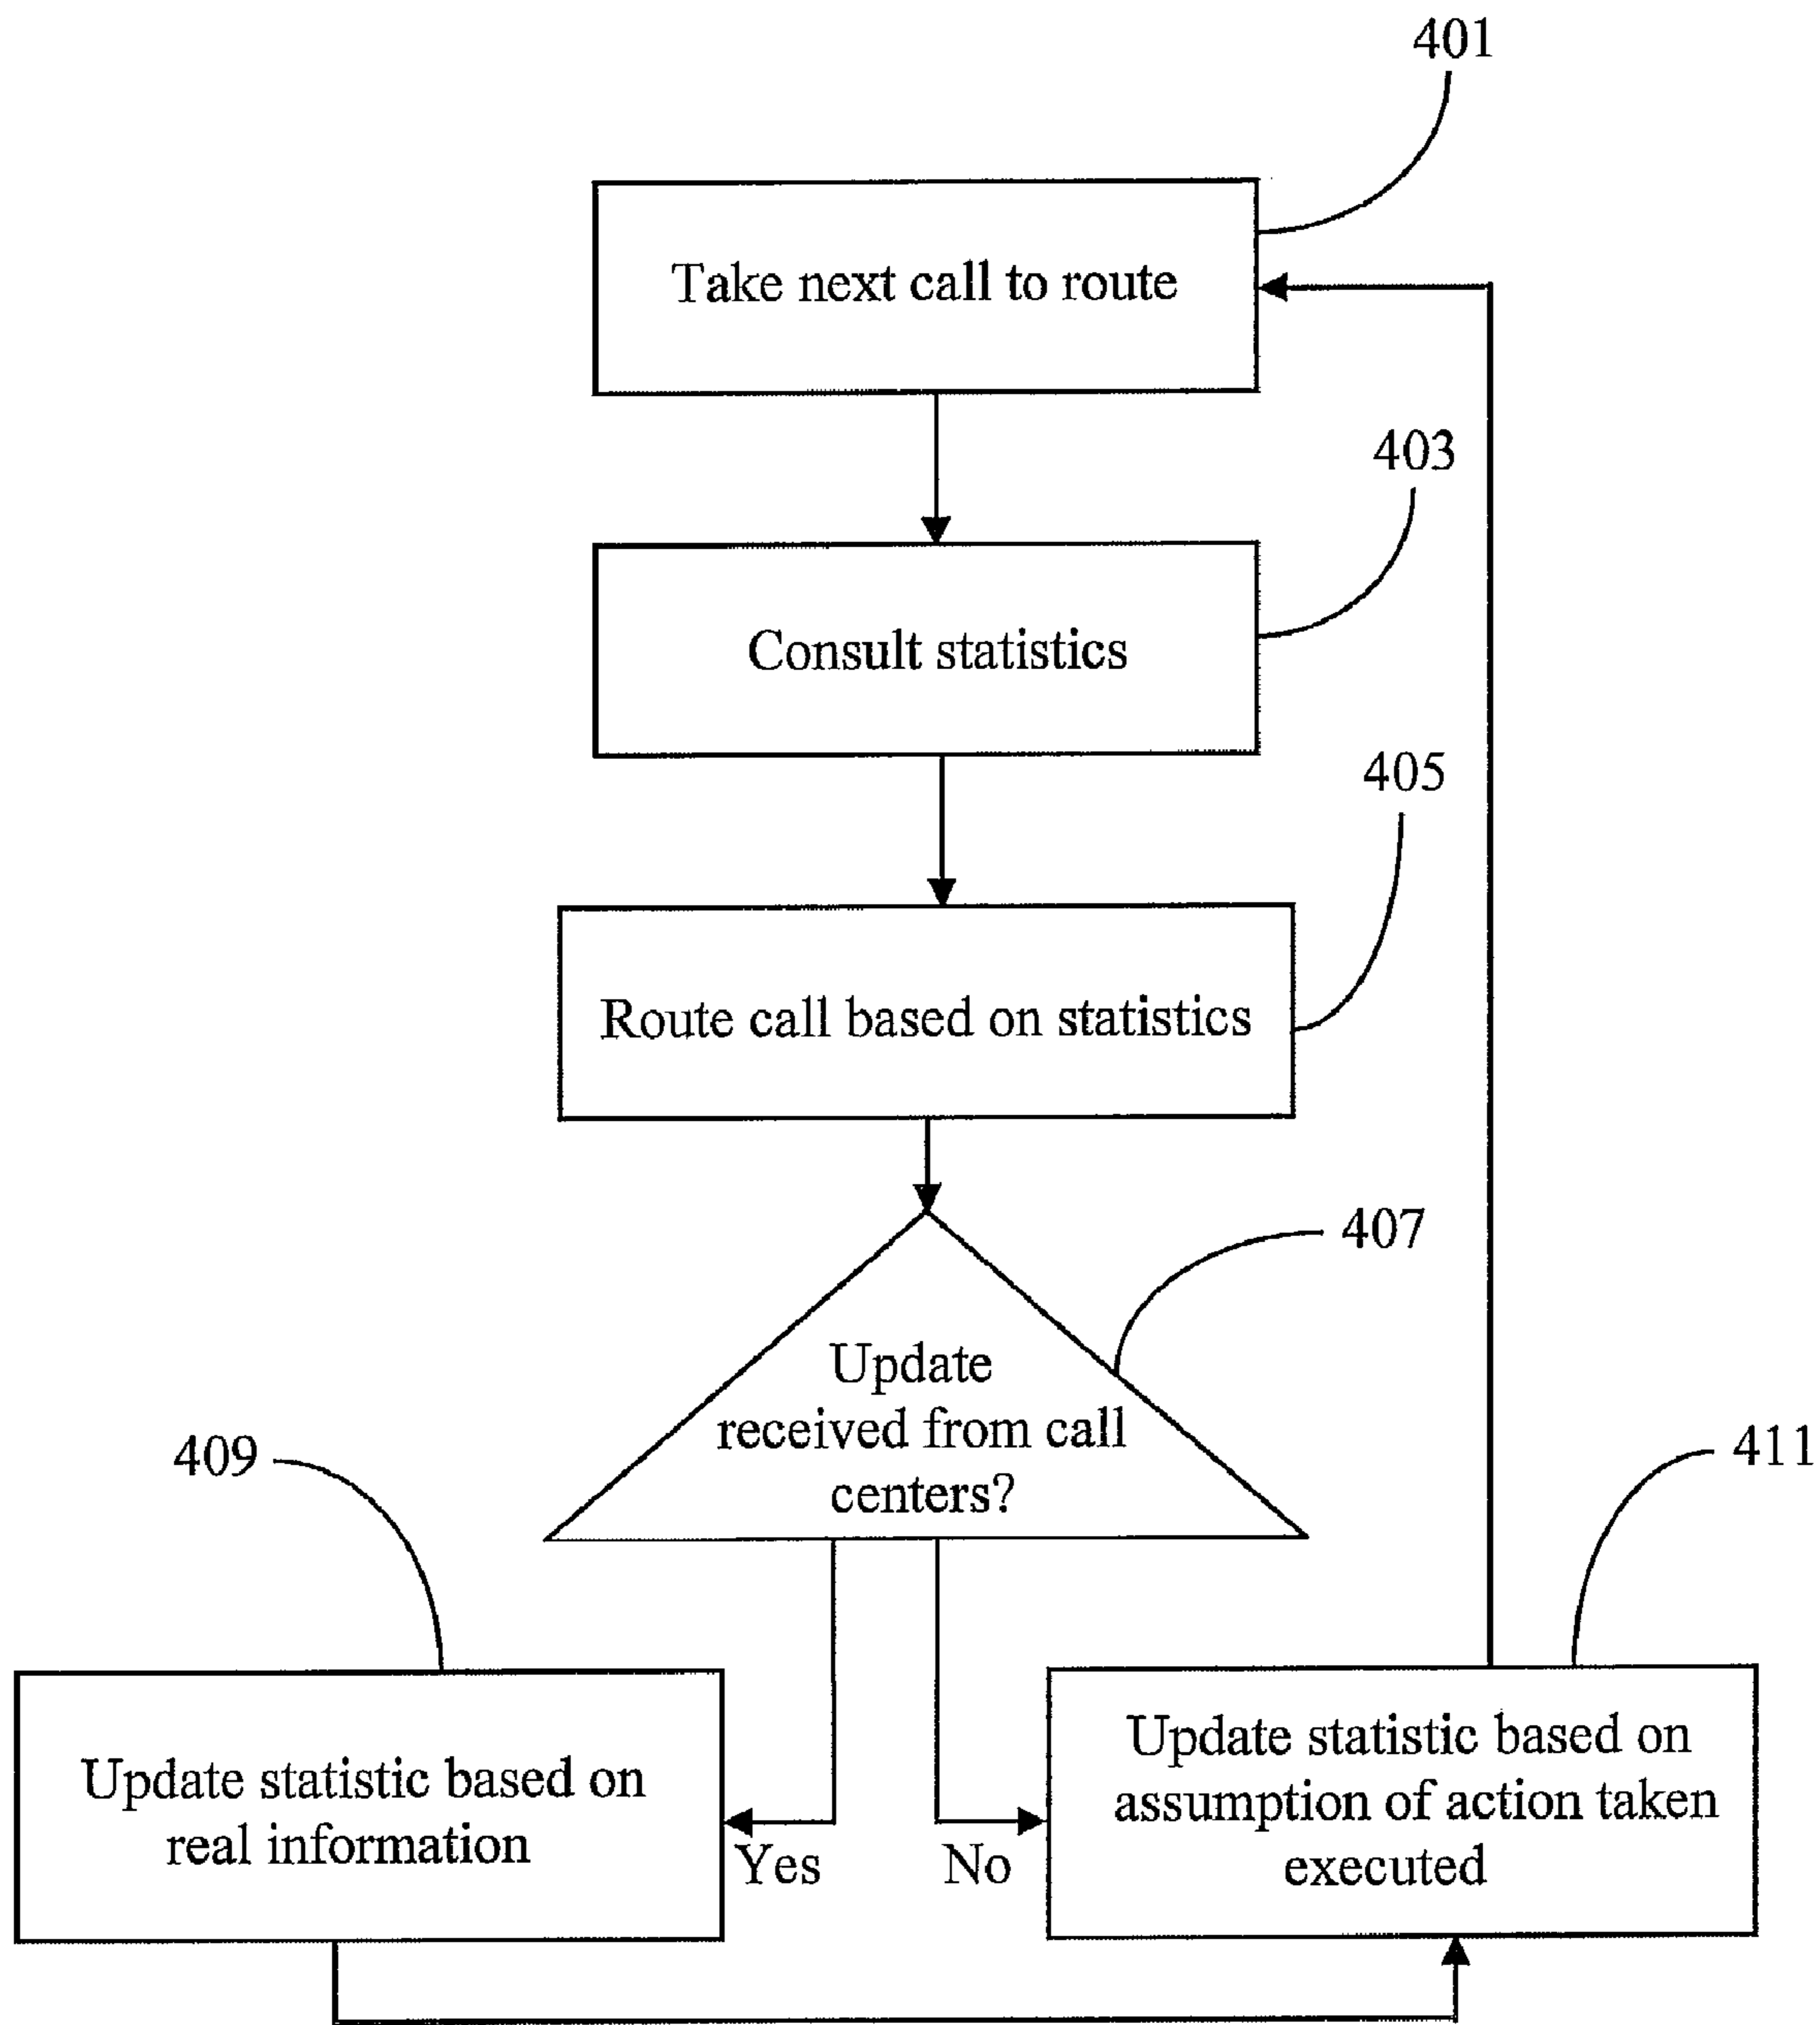 401
Take next call to route
403
Consult statistics
405
Route call based on statistics
407
Update
received from call
centers?
409
411
Update statistic based on
real information
Yes
No
Update statistic based on
assumption of action taken
executed